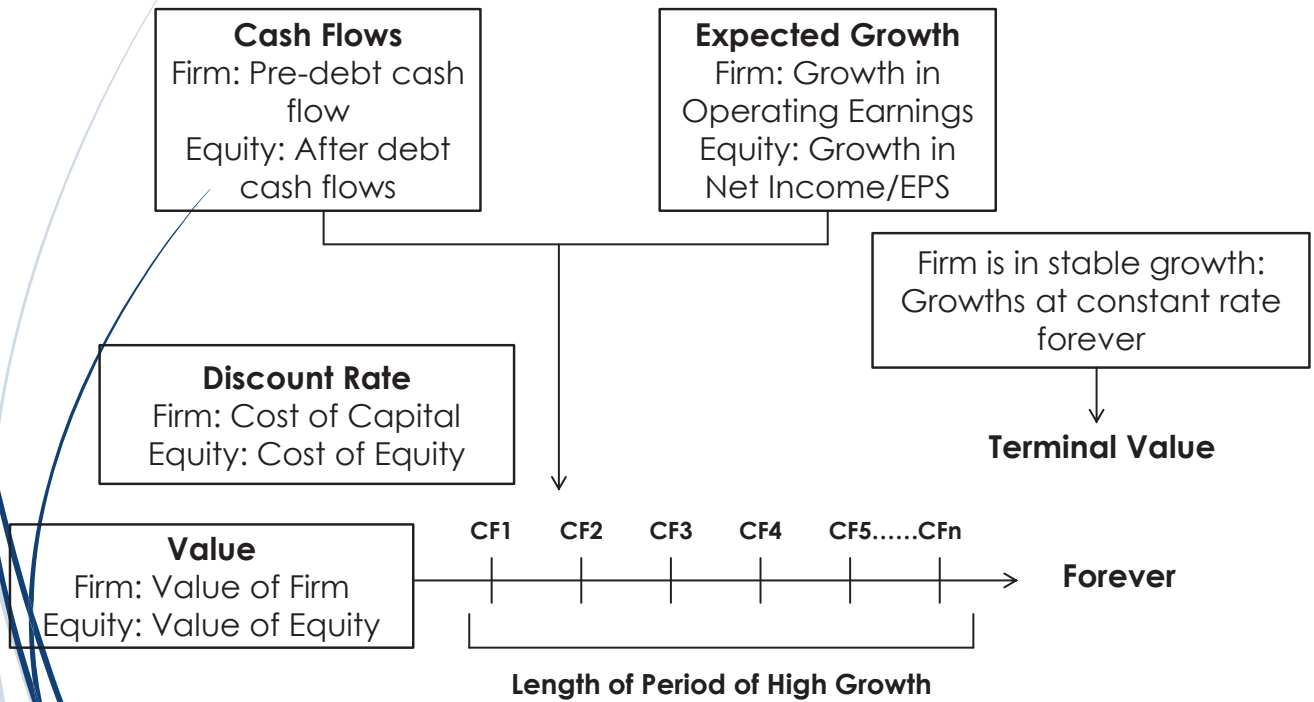 Cash Flows
Firm: Pre-debt cash
flow
Equity: After debt
cash flows
Expected Growth
Firm: Growth in
Operating Earnings
Equity: Growth in
Net Income/EPS
Firm is in stable growth:
Growths at constant rate
forever
Discount Rate
Firm: Cost of Capital
Equity: Cost of Equity
Terminal Value
Value
Firm: Value of Firm
Equity: Value of Equity
CF1 CF2 CF3 CF4 CF5......CFn
Forever
Length of Period of High Growth